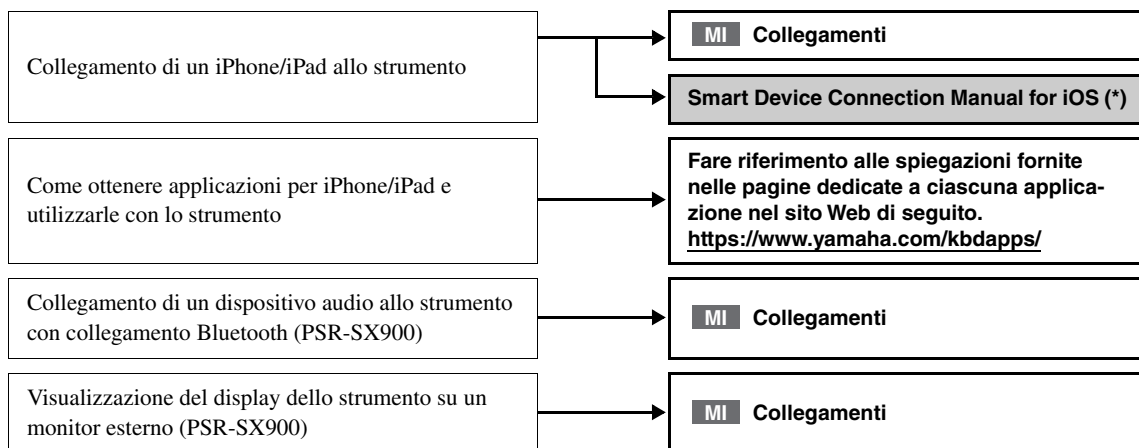 Collegamento di un iPhone/iPad allo strumento
MI Collegamenti
Smart Device Connection Manual for iOS (*)
Come ottenere applicazioni per iPhone/iPad e
utilizzarle con lo strumento
Fare riferimento alle spiegazioni fornite
nelle pagine dedicate a ciascuna applica-
zione nel sito Web di seguito.
https://www.yamaha.com/kbdapps/
Collegamento di un dispositivo audio allo strumento
con collegamento Bluetooth (PSR-SX900)
MI Collegamenti
Visualizzazione del display dello strumento su un
monitor esterno (PSR-SX900)
MI Collegamenti